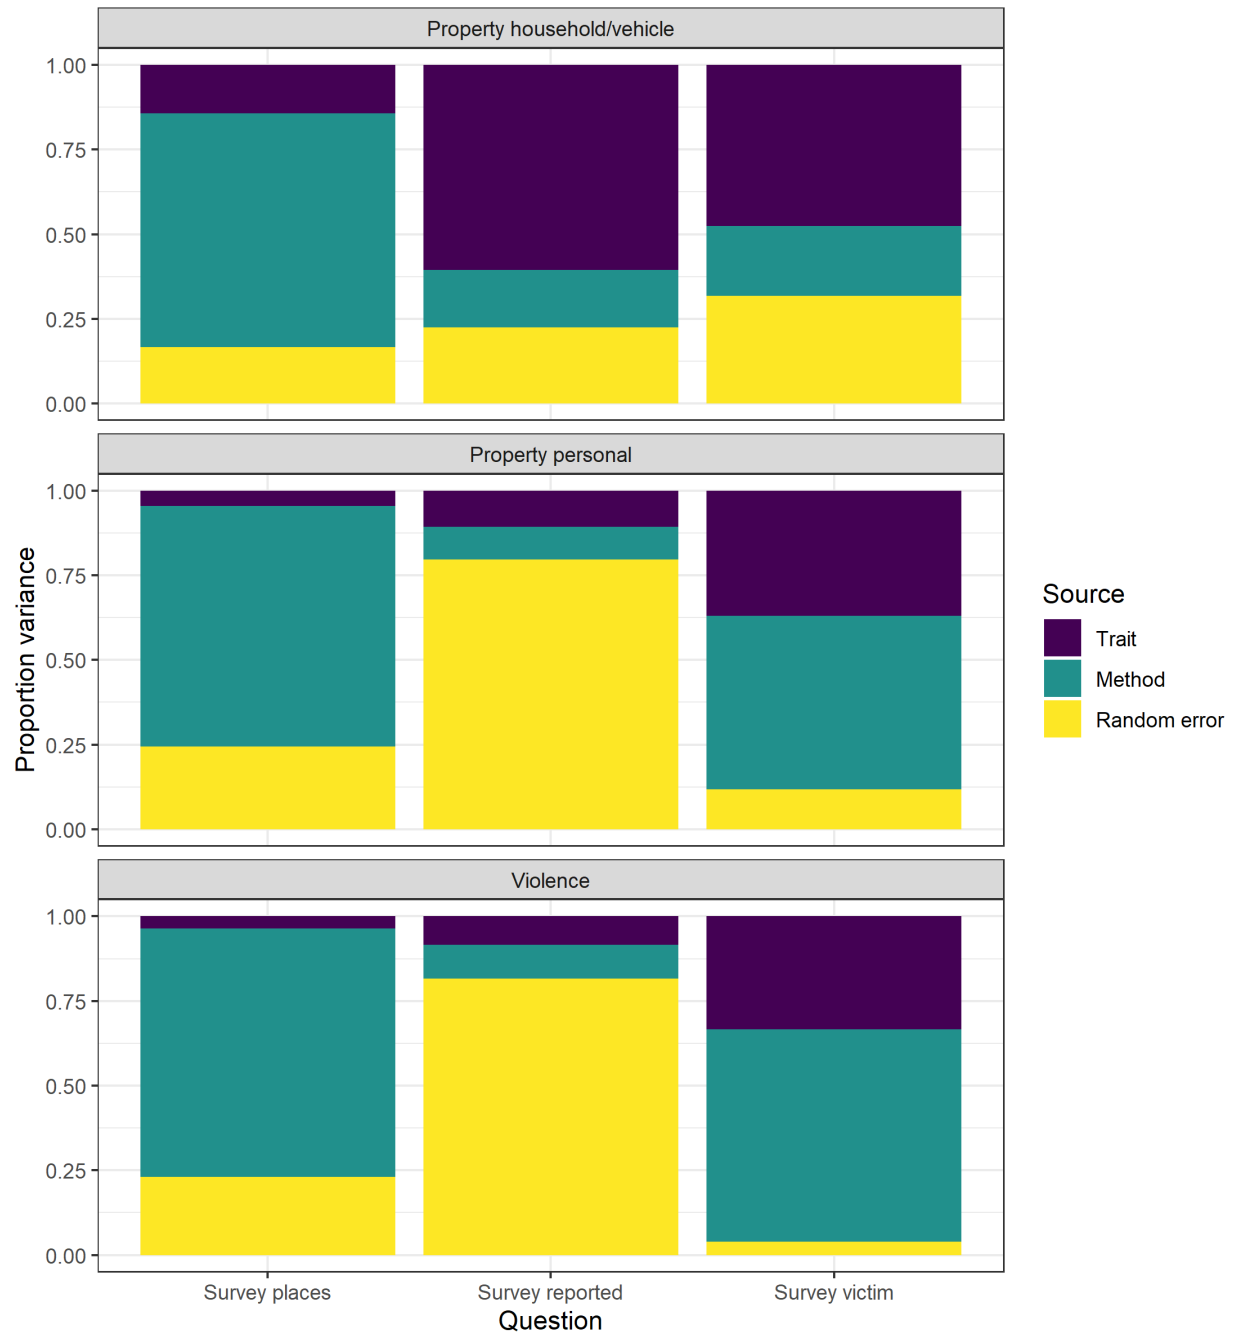 Property household/vehicle
1.00
0.75
0.50
0.25
0.00
Property personal
1.00
0.75
0.50
0.25
0.00
Violence
1.00
0.75
0.50
0.25
0.00
Survey places
Survey reported
Survey victim
Question
Proportion variance
Source
Trait
Method
Random error